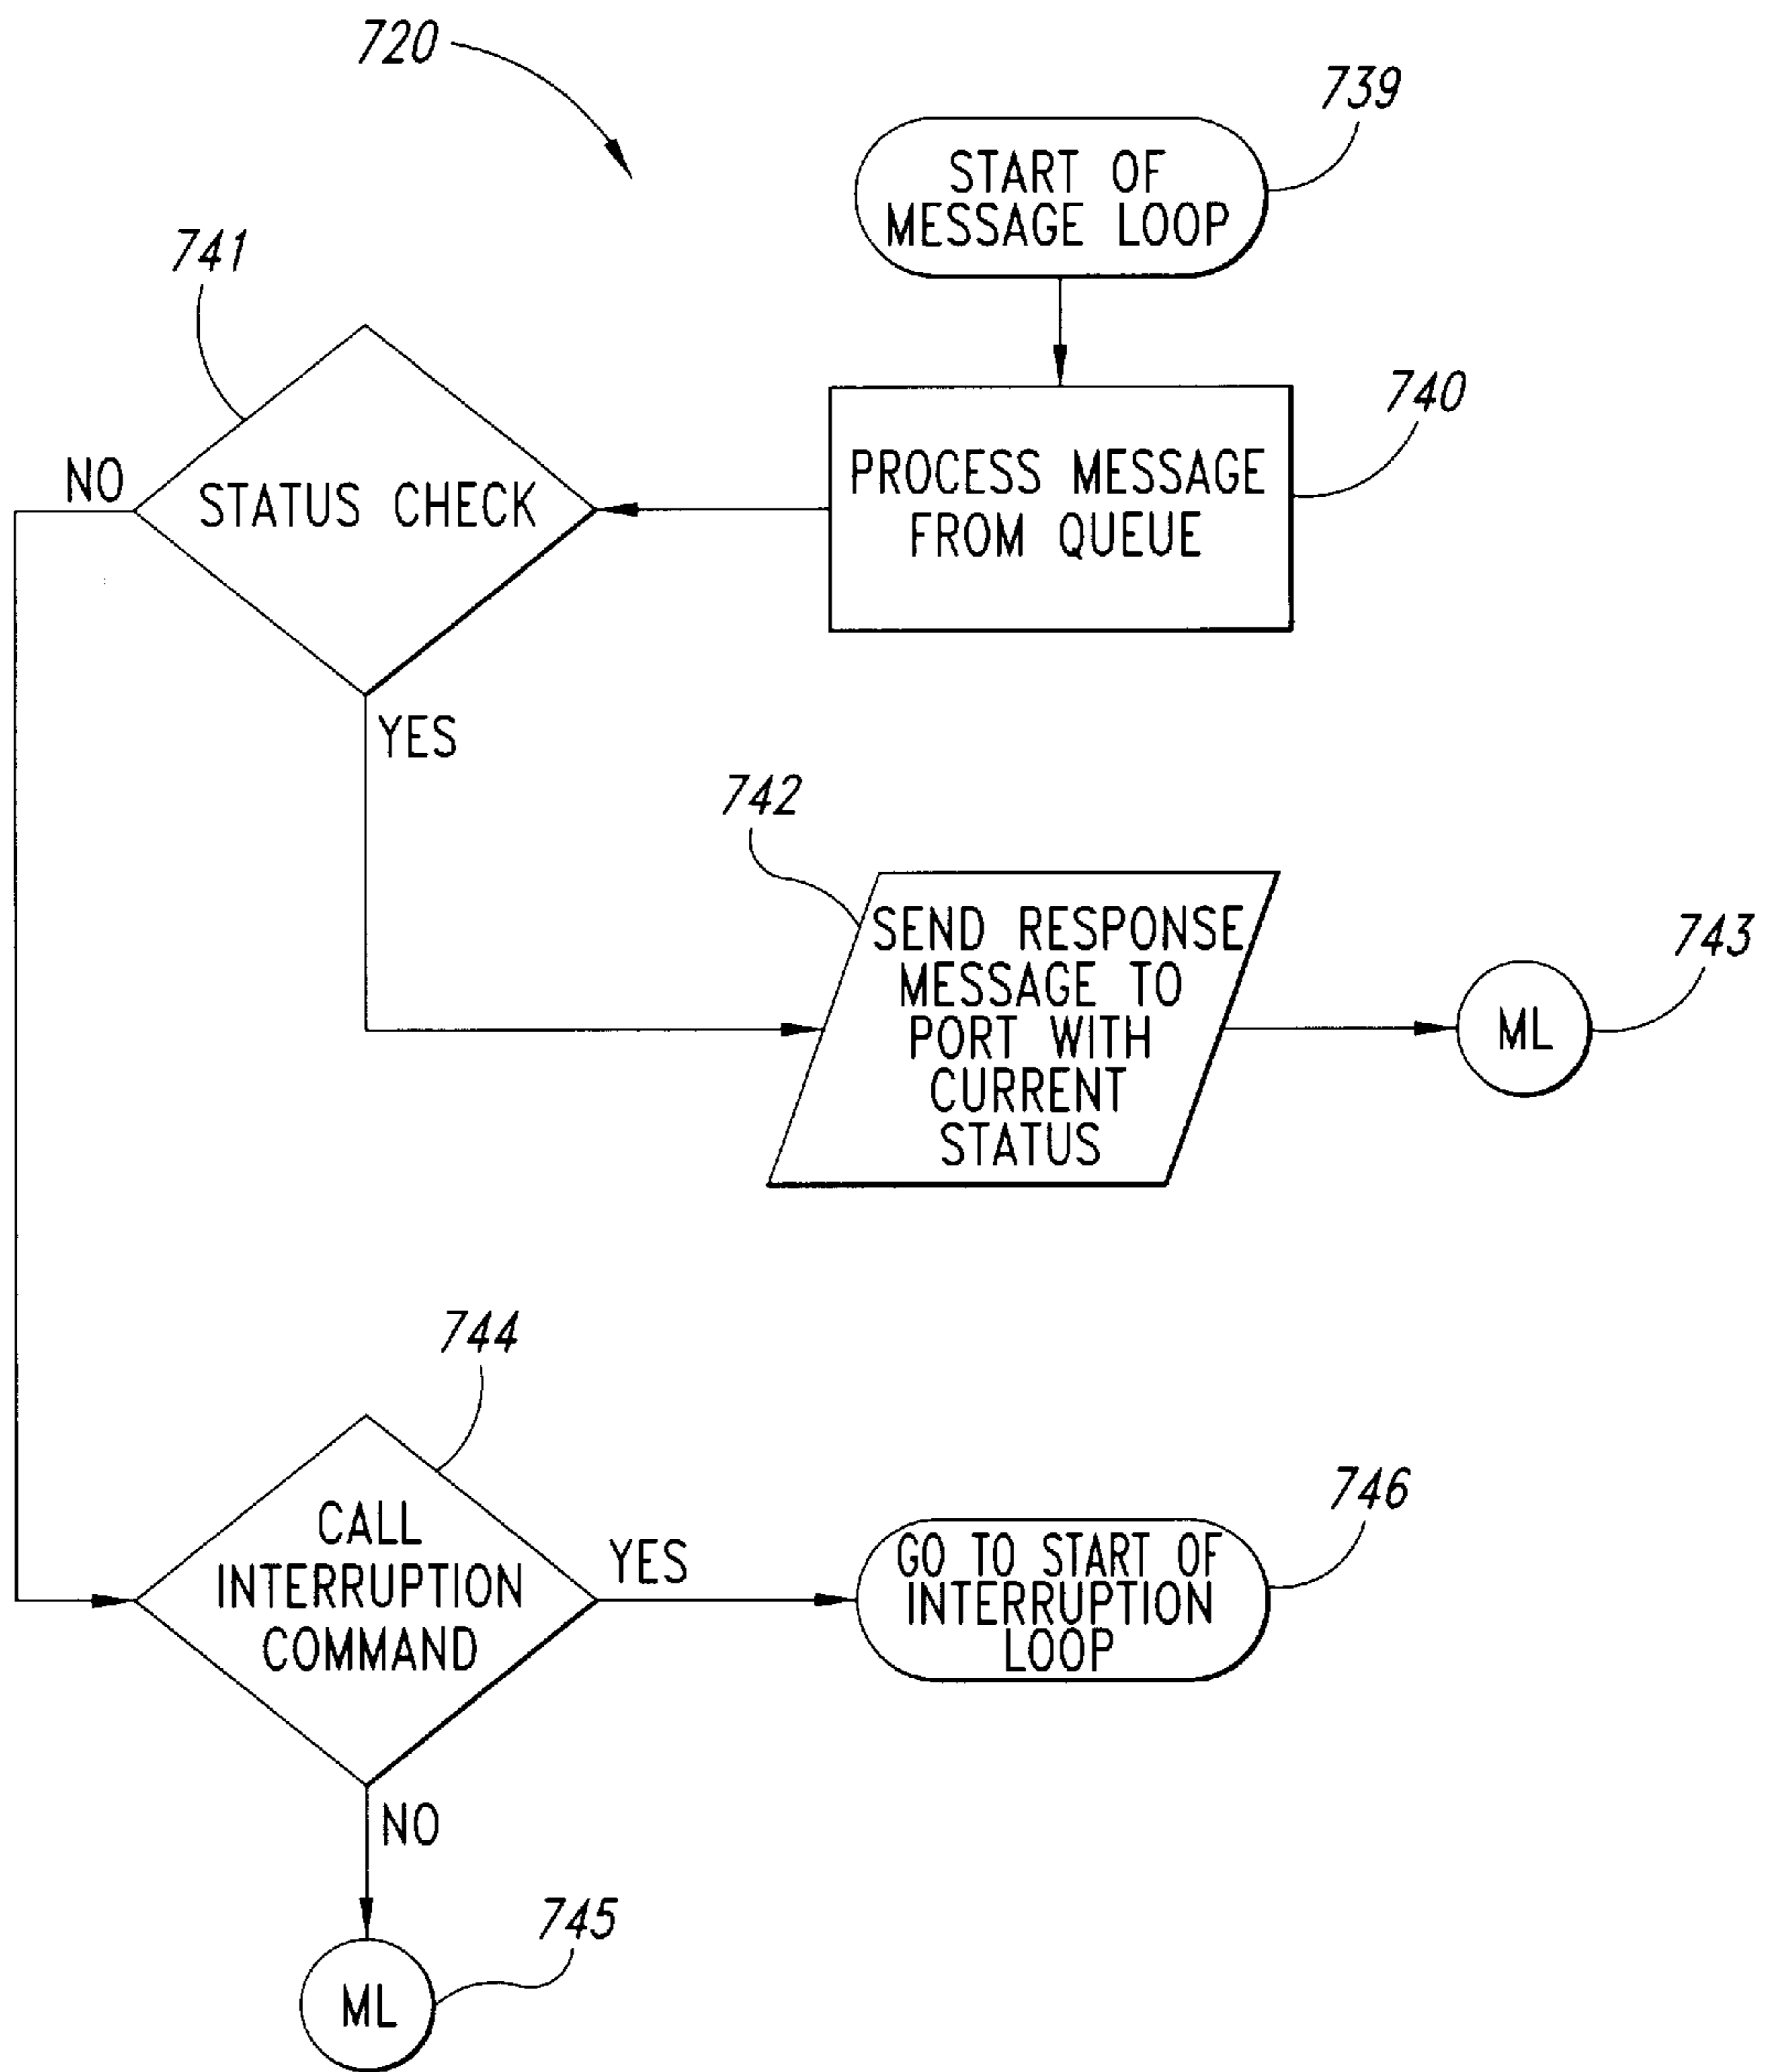 720
739
START OF
MESSAGE LOOP
741
740
NO
STATUS CHECK
PROCESS MESSAGE
FROM QUEUE
YES
742
SEND RESPONSE
MESSAGE TO
PORT WITH
CURRENT
STATUS
743
ML
744
CALL
INTERRUPTION
COMMAND
YES
746
GO TO START OF
INTERRUPTION
LOOP
NO
745
ML